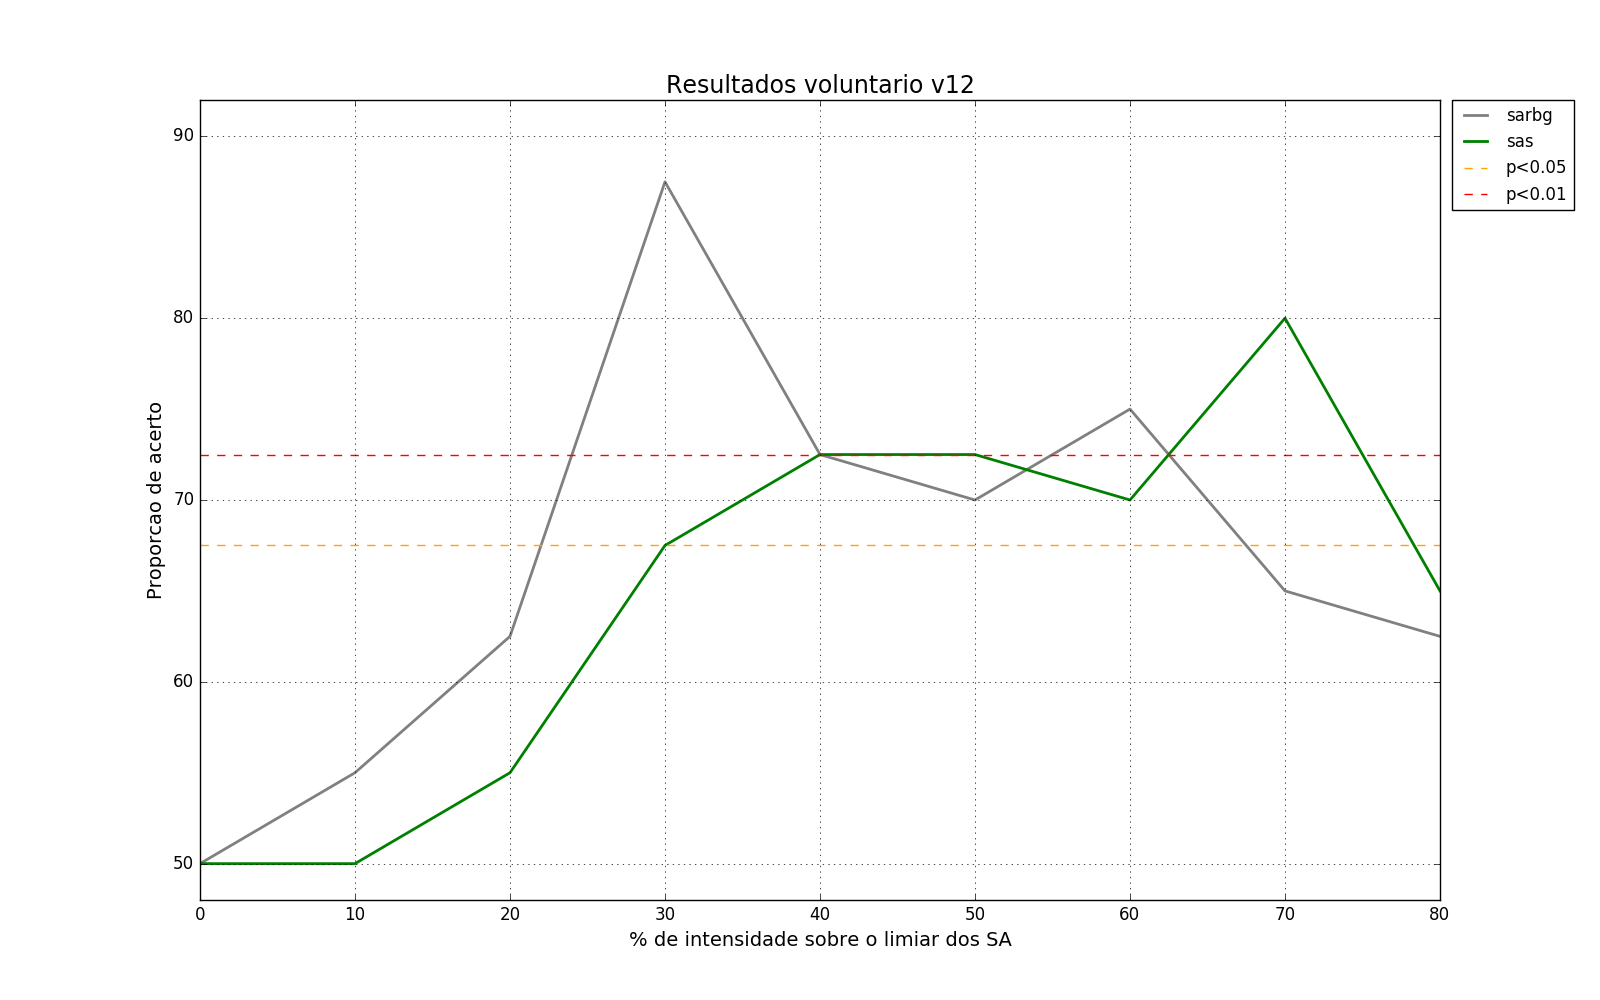 Resultados voluntario v12
sarbg
sas
p<0.05
p<0.01
90
80
70
60
50
Proporcao de acerto
0 10 20 30 40 50 60 70 80
% de intensidade sobre o limiar dos SA